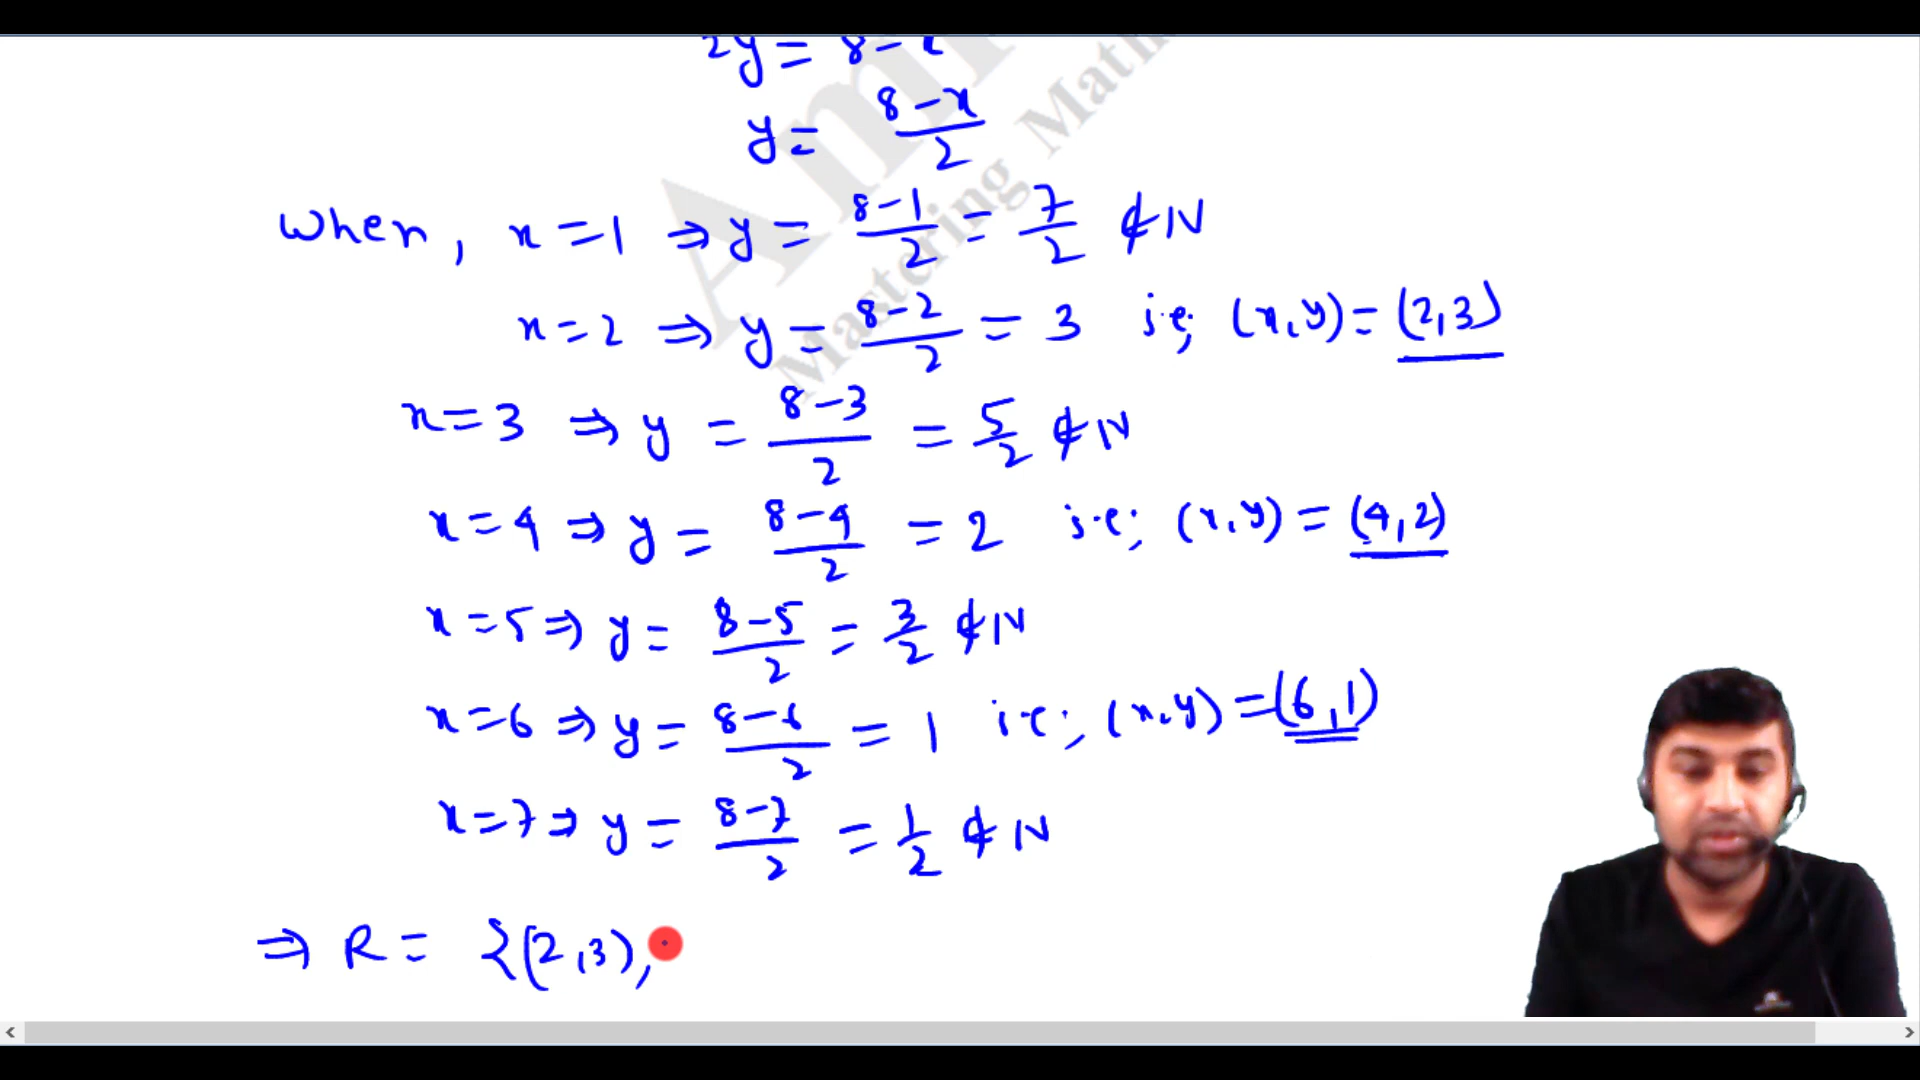 2y = 8 - x
y = (8 - x)/2
When, x = 1 ⇒ y = (8 - 1)/2 = 7/2 ∉ N
x = 2 ⇒ y = (8 - 2)/2 = 3 i.e; (x, y) = (2, 3)
x = 3 ⇒ y = (8 - 3)/2 = 5/2 ∉ N
x = 4 ⇒ y = (8 - 4)/2 = 2 i.e; (x, y) = (4, 2)
x = 5 ⇒ y = (8 - 5)/2 = 3/2 ∉ N
x = 6 ⇒ y = (8 - 6)/2 = 1 i.e; (x, y) = (6, 1)
x = 7 ⇒ y = (8 - 7)/2 = 1/2 ∉ N
⇒ R = {(2, 3),
Mastering Math